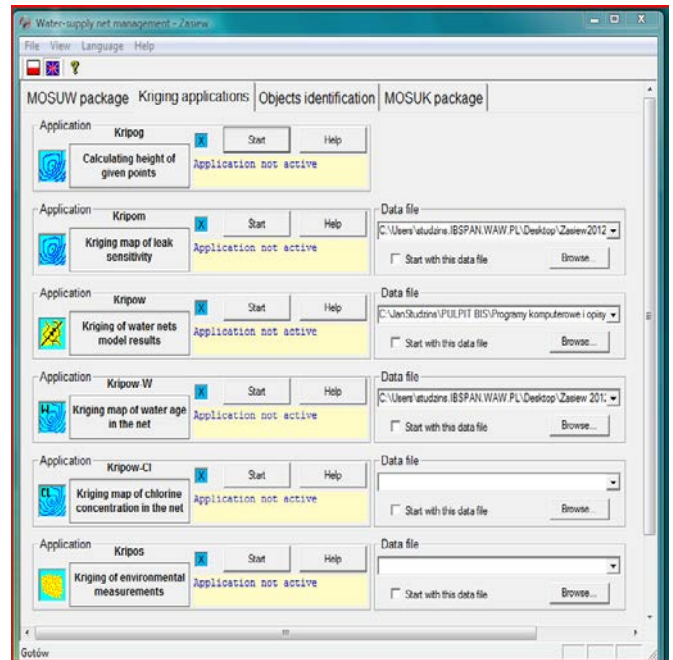 Water-supply net management - Zasiew
File View Language Help
MOSUW package Kriging applications Objects identification MOSUK package
Application
Kripog
Calculating height of
given points
X Start Help
Application not active
Application
Kripom
Kriging map of leak
sensitivity
X Start Help
Application not active
Data file
C:\Users\studzins.IBSPAN.WAW.PL\Desktop\Zasiew2012
Start with this data file Browse...
Application
Kripow
Kriging of water nets
model results
X Start Help
Application not active
Data file
C:\JanStudzins\PULPIT BIS\Programy komputerowe i opisy
Start with this data file Browse...
Application
Kripow-W
W
Kriging map of water age
in the net
X Start Help
Application not active
Data file
C:\Users\studzins.IBSPAN.WAW.PL\Desktop\Zasiew 2012
Start with this data file Browse...
Application
Kripow-Cl
CL
Kriging map of chlorine
concentration in the net
X Start Help
Application not active
Data file
Start with this data file Browse...
Application
Kripos
Kriging of environmental
measurements
X Start Help
Application not active
Data file
Start with this data file Browse...
Gotów